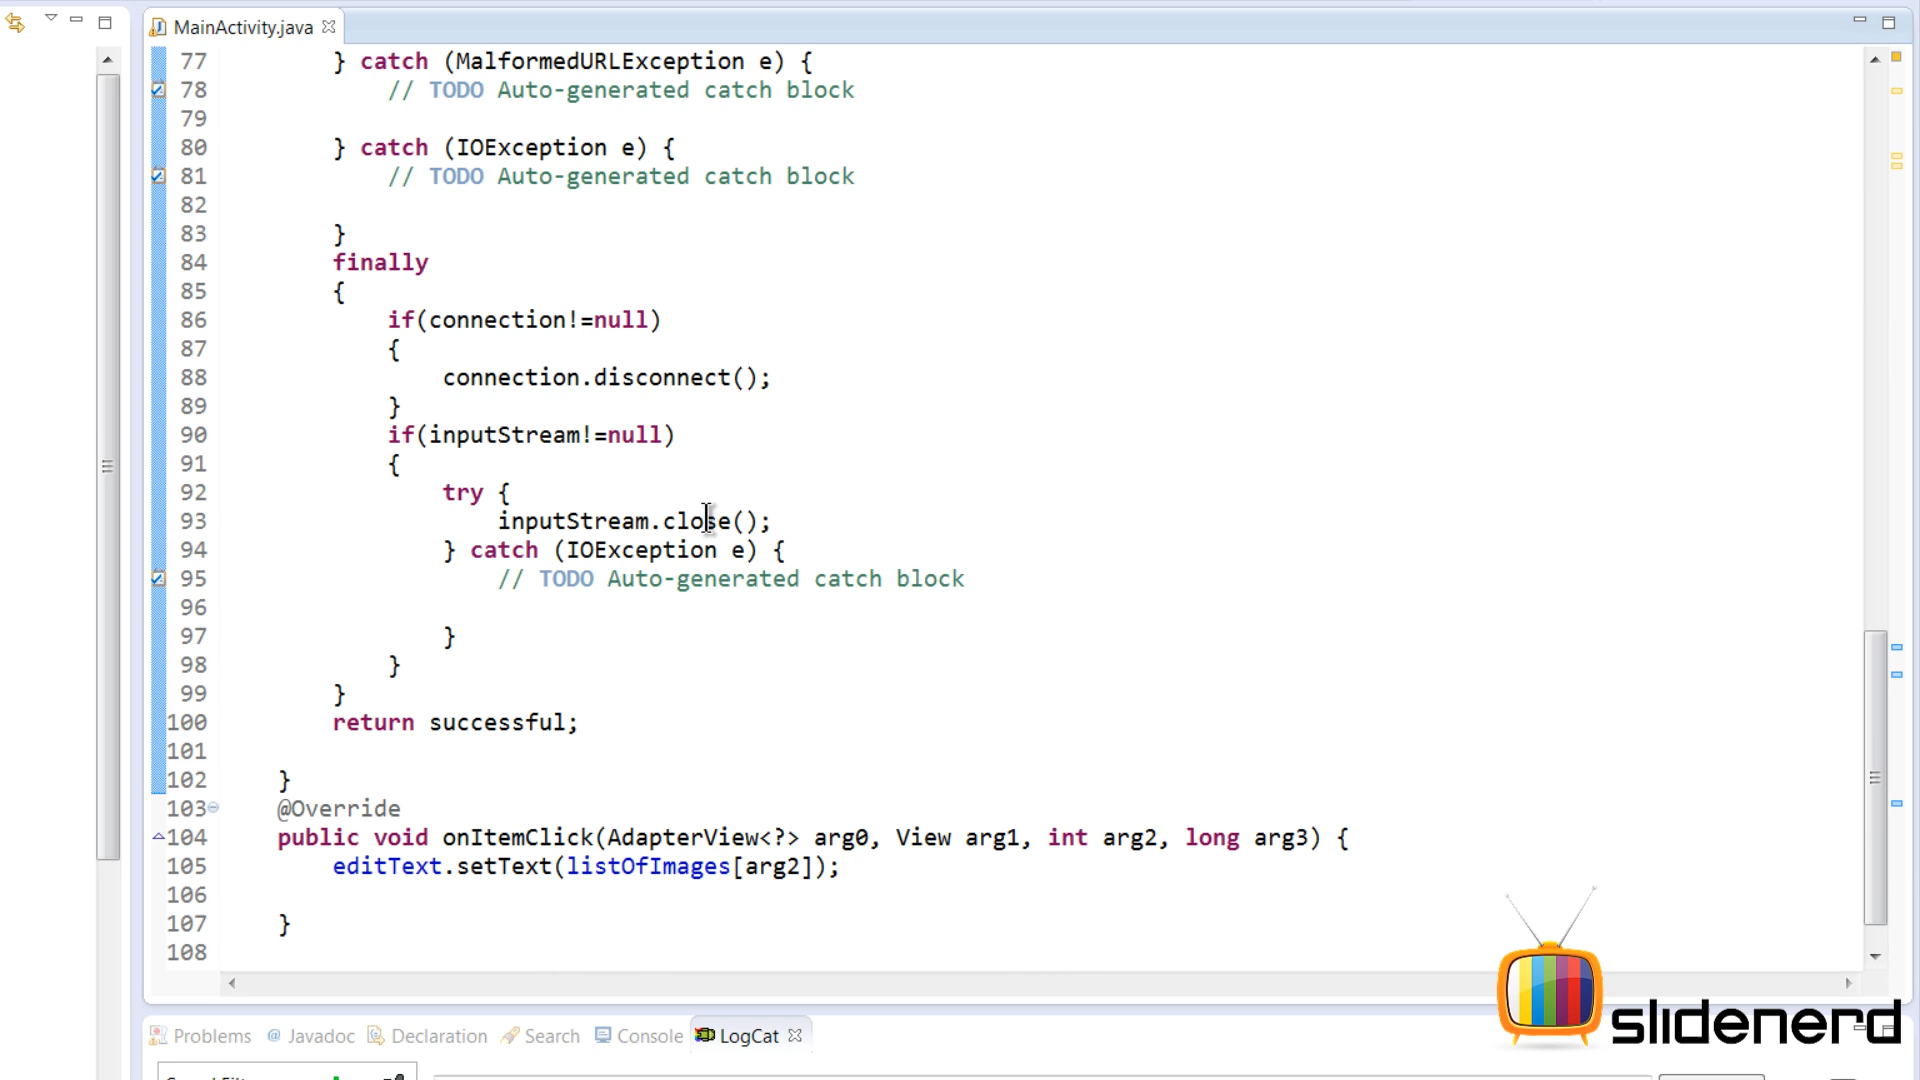 MainActivity.java
77 } catch (MalformedURLException e) {
78 // TODO Auto-generated catch block
79
80 } catch (IOException e) {
81 // TODO Auto-generated catch block
82
83 }
84 finally
85 {
86 if(connection!=null)
87 {
88 connection.disconnect();
89 }
90 if(inputStream!=null)
91 {
92 try {
93 inputStream.close();
94 } catch (IOException e) {
95 // TODO Auto-generated catch block
96
97 }
98 }
99 }
100 return successful;
101
102 }
103 @Override
104 public void onItemClick(AdapterView<?> arg0, View arg1, int arg2, long arg3) {
105 editText.setText(listOfImages[arg2]);
106
107 }
108
slidenerd
Problems @ Javadoc Declaration Search Console LogCat